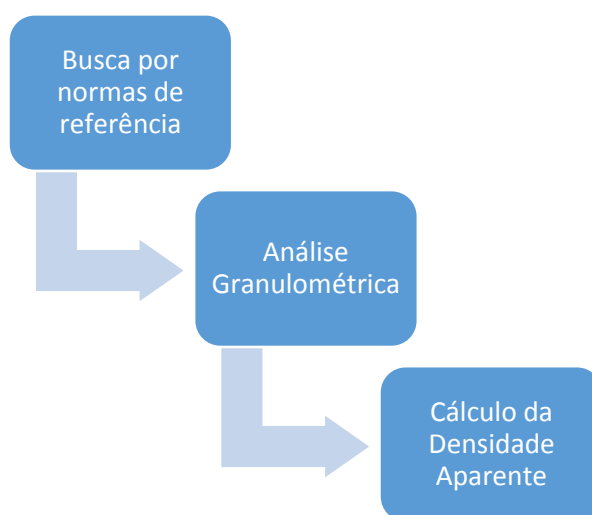 Busca por
normas de
referência
Análise
Granulométrica
Cálculo da
Densidade
Aparente